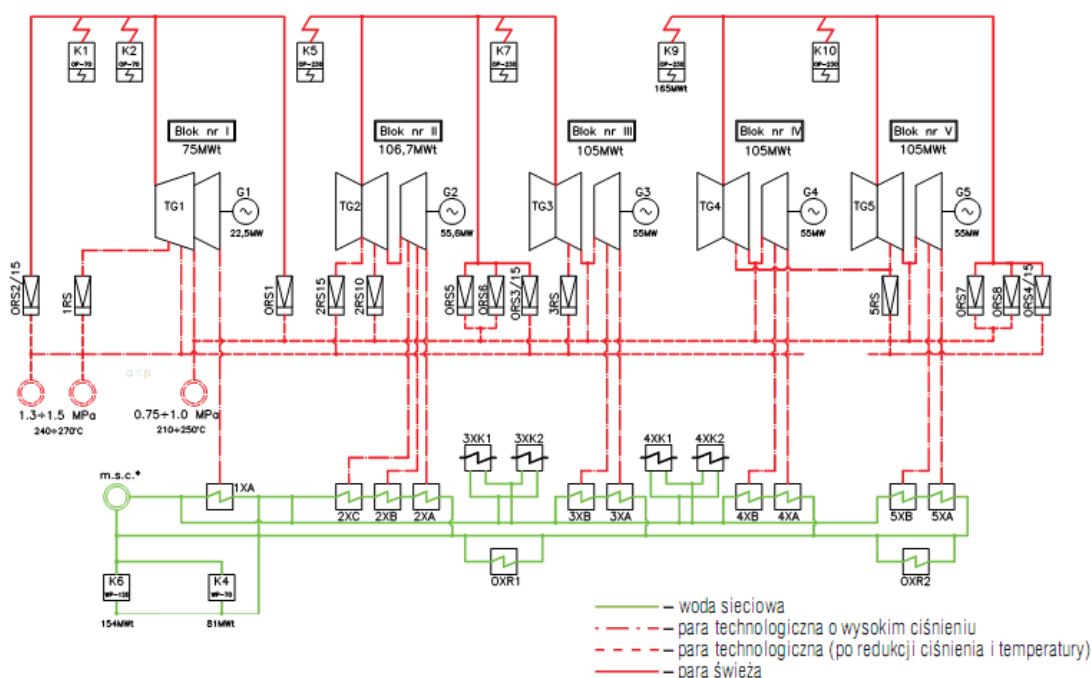 K1
OP-70
K2
OP-70
K5
OP-230
K7
OP-230
K9
OP-230
165MWt
K10
OP-230
Blok nr I
75MWt
Blok nr II
106,7MWt
Blok nr III
105MWt
Blok nr IV
105MWt
Blok nr V
105MWt
TG1
G1
22,5MW
TG2
G2
55,6MW
TG3
G3
55MW
TG4
G4
55MW
TG5
G5
55MW
ORS2/15
1RS
ORS1
2RS15
2RS10
ORS5
ORS6
ORS3/15
3RS
5RS
ORS7
ORS8
ORS4/15
1.3÷1.5 MPa
240÷270°C
0.75÷1.0 MPa
210÷250°C
3XK1
3XK2
4XK1
4XK2
m.s.c.*
1XA
2XC
2XB
2XA
3XB
3XA
4XB
4XA
5XB
5XA
OXR1
OXR2
K6
WP-120
154MWt
K4
WP-70
81MWt
– woda sieciowa
– para technologiczna o wysokim ciśnieniu
– para technologiczna (po redukcji ciśnienia i temperatury)
– para świeża